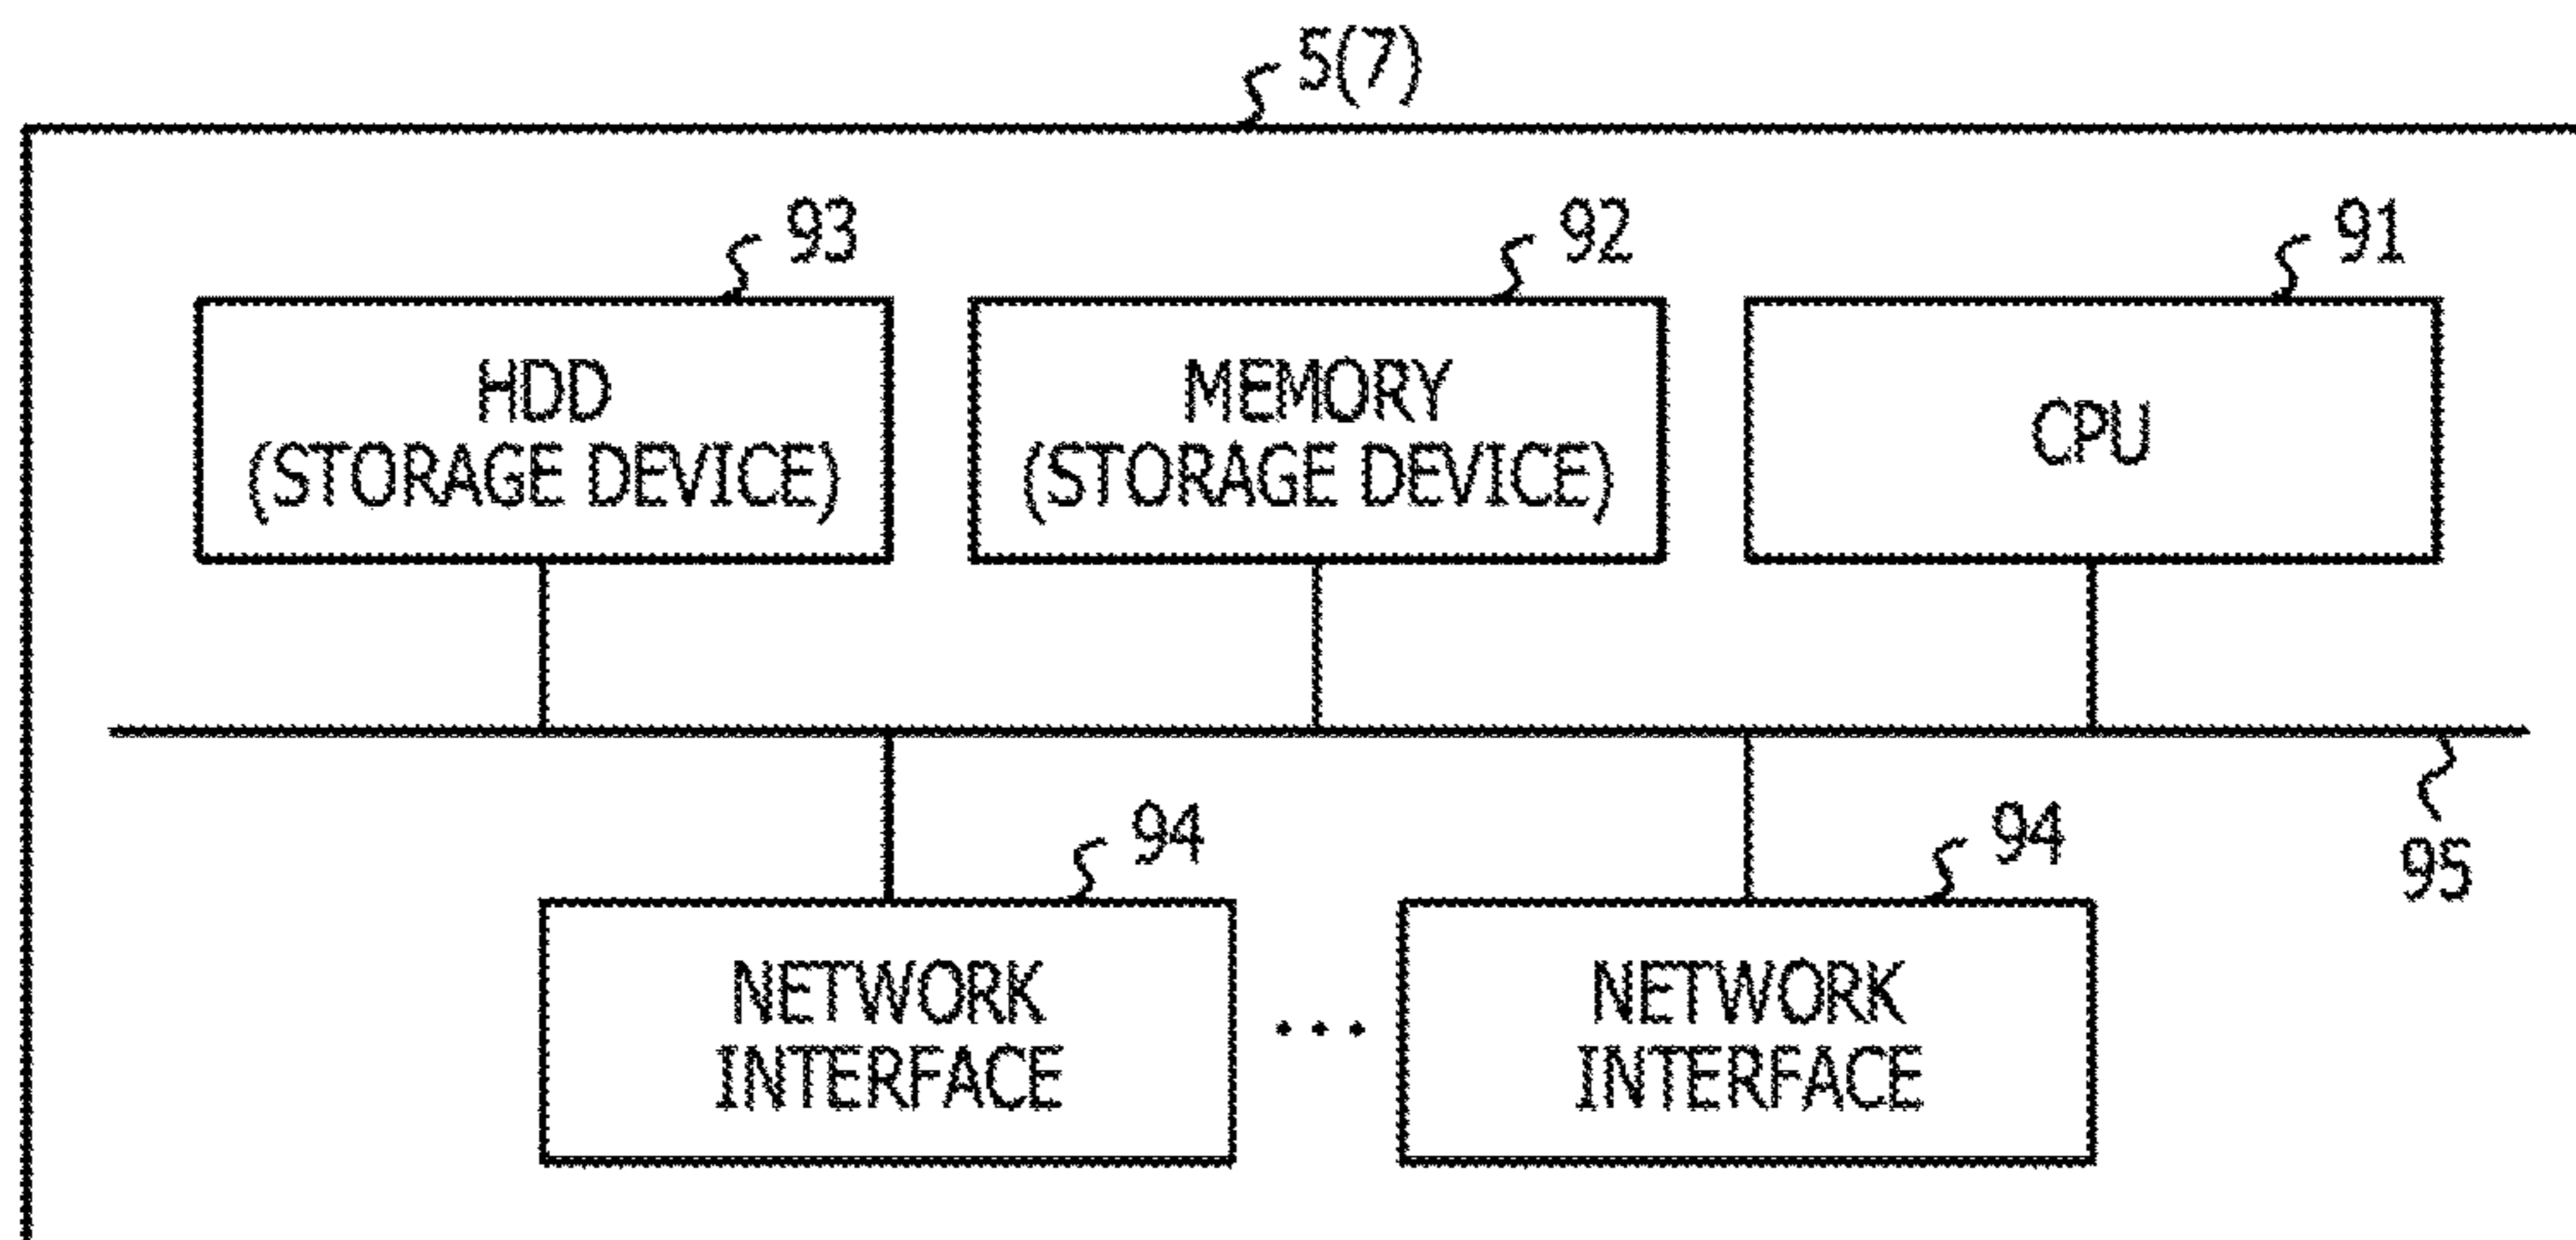 5(7)
93
92
91
HDD
(STORAGE DEVICE)
MEMORY
(STORAGE DEVICE)
CPU
94
94
95
NETWORK
INTERFACE
...
NETWORK
INTERFACE